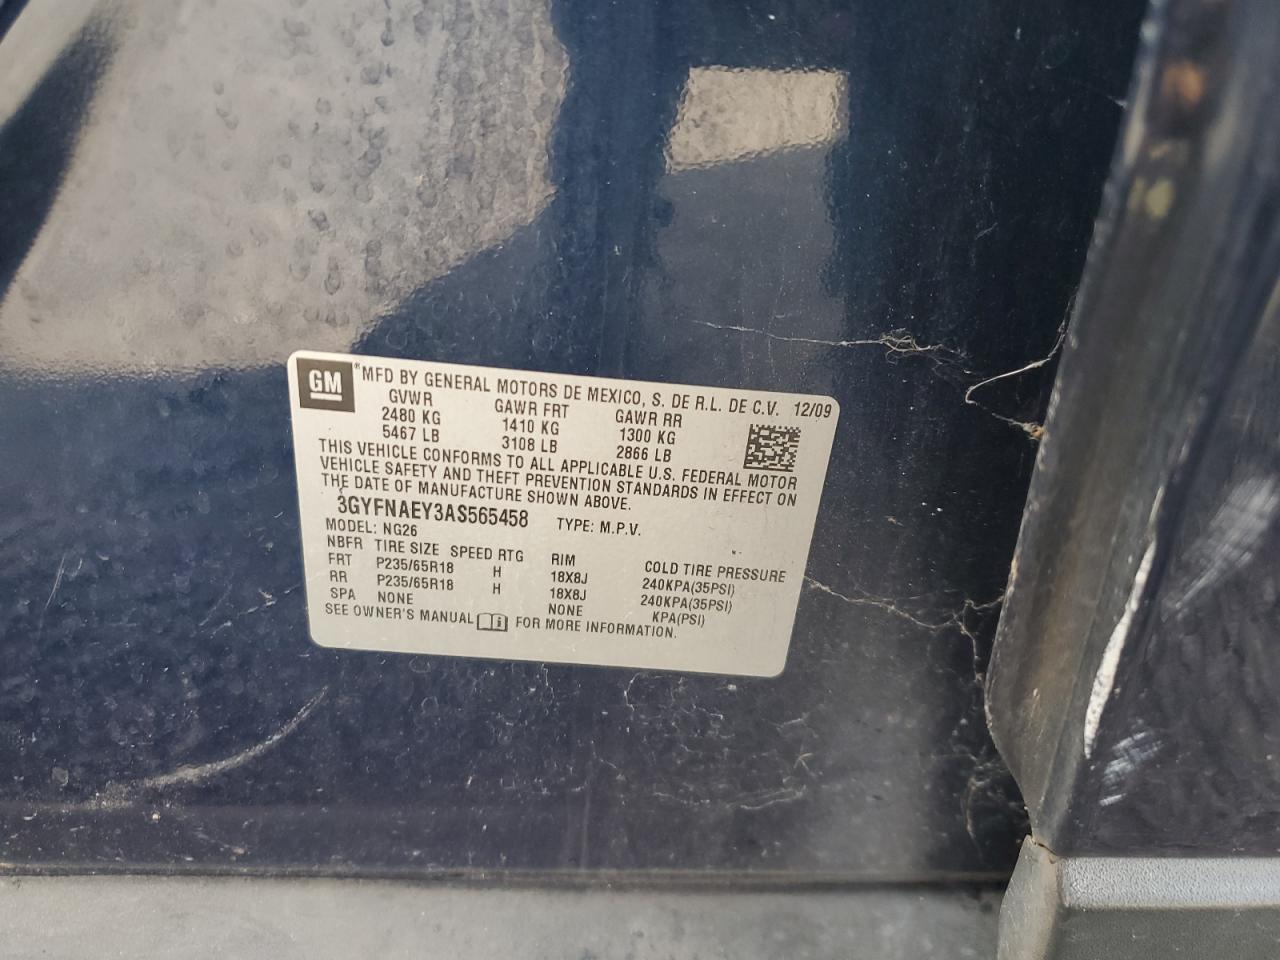 GM ® MFD BY GENERAL MOTORS DE MEXICO, S. DE R.L. DE C.V. 12/09
GVWR GAWR FRT GAWR RR
2480 KG 1410 KG 1300 KG
5467 LB 3108 LB 2866 LB
THIS VEHICLE CONFORMS TO ALL APPLICABLE U.S. FEDERAL MOTOR
VEHICLE SAFETY AND THEFT PREVENTION STANDARDS IN EFFECT ON
THE DATE OF MANUFACTURE SHOWN ABOVE.
3GYFNAEY3AS565458 TYPE: M.P.V.
MODEL: NG26
NBFR TIRE SIZE SPEED RTG RIM COLD TIRE PRESSURE
FRT P235/65R18 H 18X8J 240KPA(35PSI)
RR P235/65R18 H 18X8J 240KPA(35PSI)
SPA NONE NONE KPA(PSI)
SEE OWNER'S MANUAL FOR MORE INFORMATION.